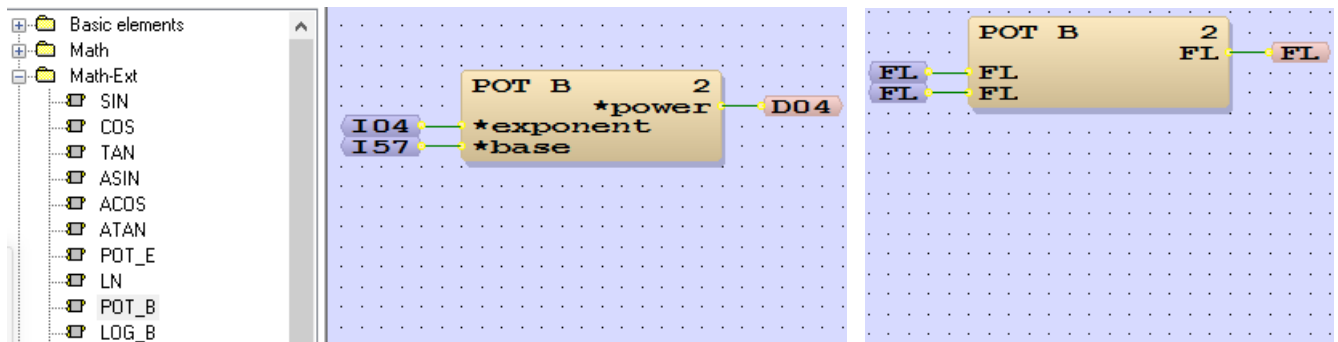 Basic elements
Math
Math-Ext
SIN
COS
TAN
ASIN
ACOS
ATAN
POT_E
LN
POT_B
LOG_B
POT B 2
*power D04
I04 *exponent
I57 *base
POT B 2
FL FL
FL FL
FL FL